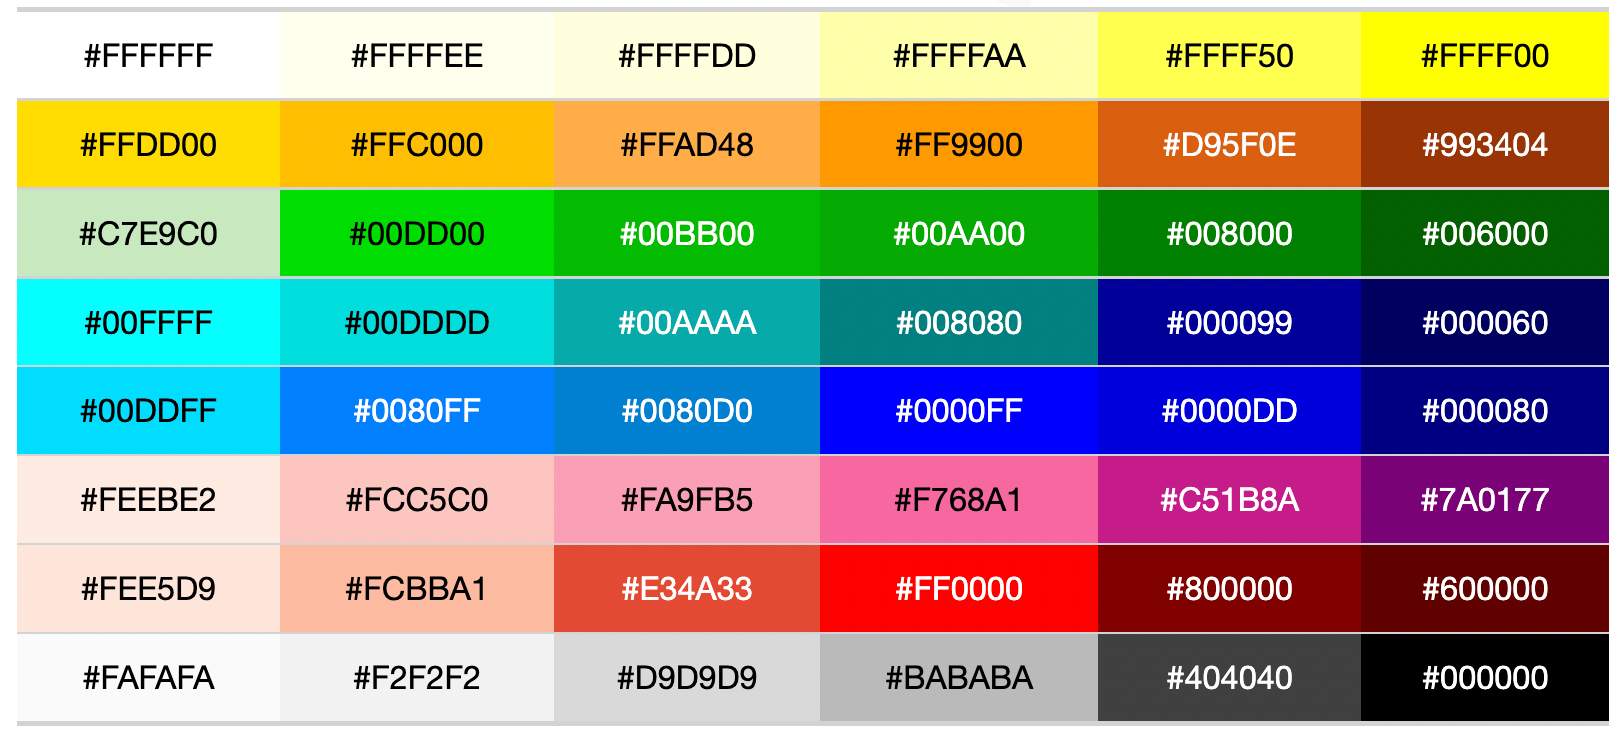 #FFFFFF #FFFFEE #FFFFDD #FFFFAA #FFFF50 #FFFF00
#FFDD00 #FFC000 #FFAD48 #FF9900 #D95F0E #993404
#C7E9C0 #00DD00 #00BB00 #00AA00 #008000 #006000
#00FFFF #00DDDD #00AAAA #008080 #000099 #000060
#00DDFF #0080FF #0080D0 #0000FF #0000DD #000080
#FEEBE2 #FCC5C0 #FA9FB5 #F768A1 #C51B8A #7A0177
#FEE5D9 #FCBBA1 #E34A33 #FF0000 #800000 #600000
#FAFAFA #F2F2F2 #D9D9D9 #BABABA #404040 #000000